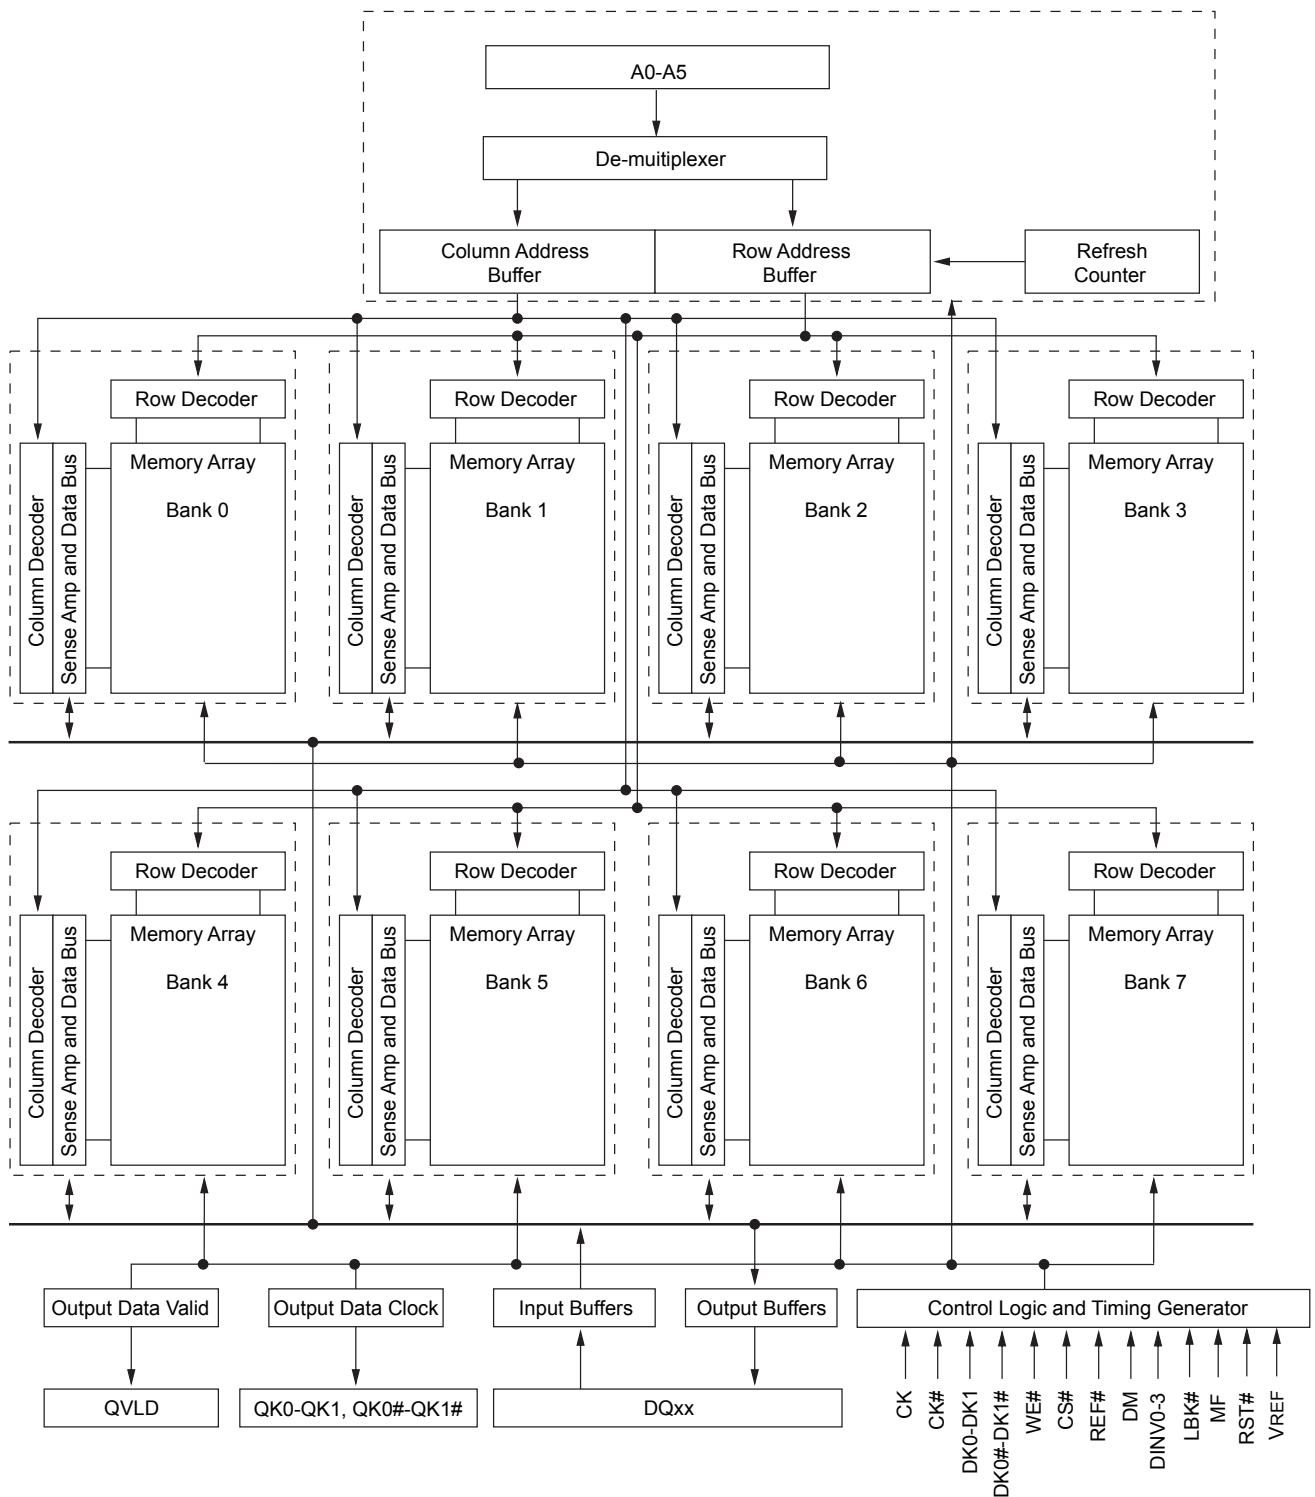 A0-A5
De-muitiplexer
Column Address
Buffer
Row Address
Buffer
Refresh
Counter
Row Decoder
Row Decoder
Row Decoder
Row Decoder
Column Decoder
Sense Amp and Data Bus
Memory Array
Bank 0
Column Decoder
Sense Amp and Data Bus
Memory Array
Bank 1
Column Decoder
Sense Amp and Data Bus
Memory Array
Bank 2
Column Decoder
Sense Amp and Data Bus
Memory Array
Bank 3
Row Decoder
Row Decoder
Row Decoder
Row Decoder
Column Decoder
Sense Amp and Data Bus
Memory Array
Bank 4
Column Decoder
Sense Amp and Data Bus
Memory Array
Bank 5
Column Decoder
Sense Amp and Data Bus
Memory Array
Bank 6
Column Decoder
Sense Amp and Data Bus
Memory Array
Bank 7
Output Data Valid
Output Data Clock
Input Buffers
Output Buffers
Control Logic and Timing Generator
QVLD
QK0-QK1, QK0#-QK1#
DQxx
CK
CK#
DK0-DK1
DK0#-DK1#
WE#
CS#
REF#
DM
DINV0-3
LBK#
MF
RST#
VREF